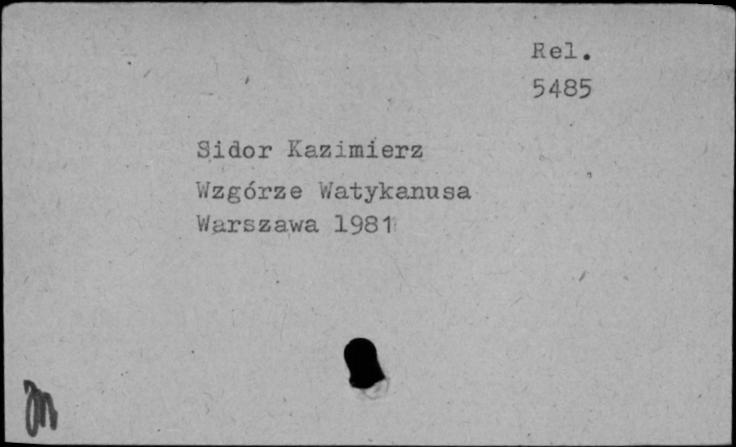 Rel.
5485
Sidor Kazimierz
Wzgórze Watykanusa
Warszawa 1981